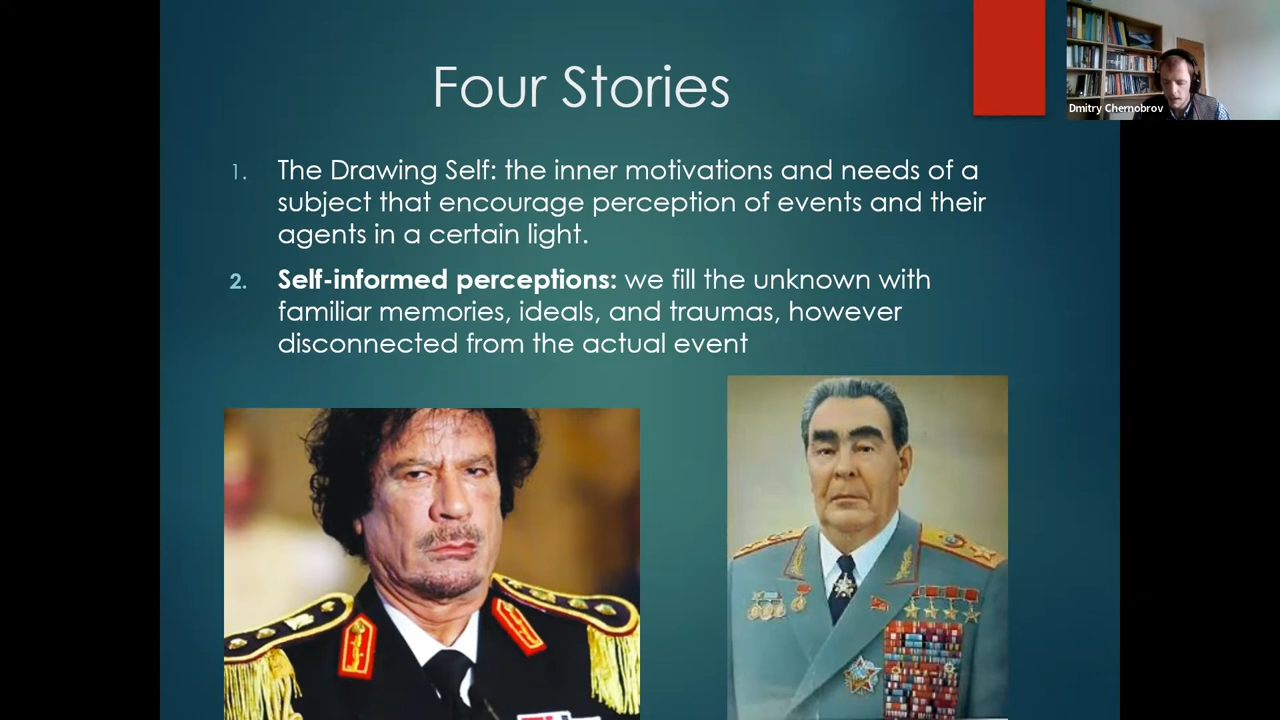 Four Stories
Dmitry Chernobrov
1. The Drawing Self: the inner motivations and needs of a
subject that encourage perception of events and their
agents in a certain light.
2. Self-informed perceptions: we fill the unknown with
familiar memories, ideals, and traumas, however
disconnected from the actual event